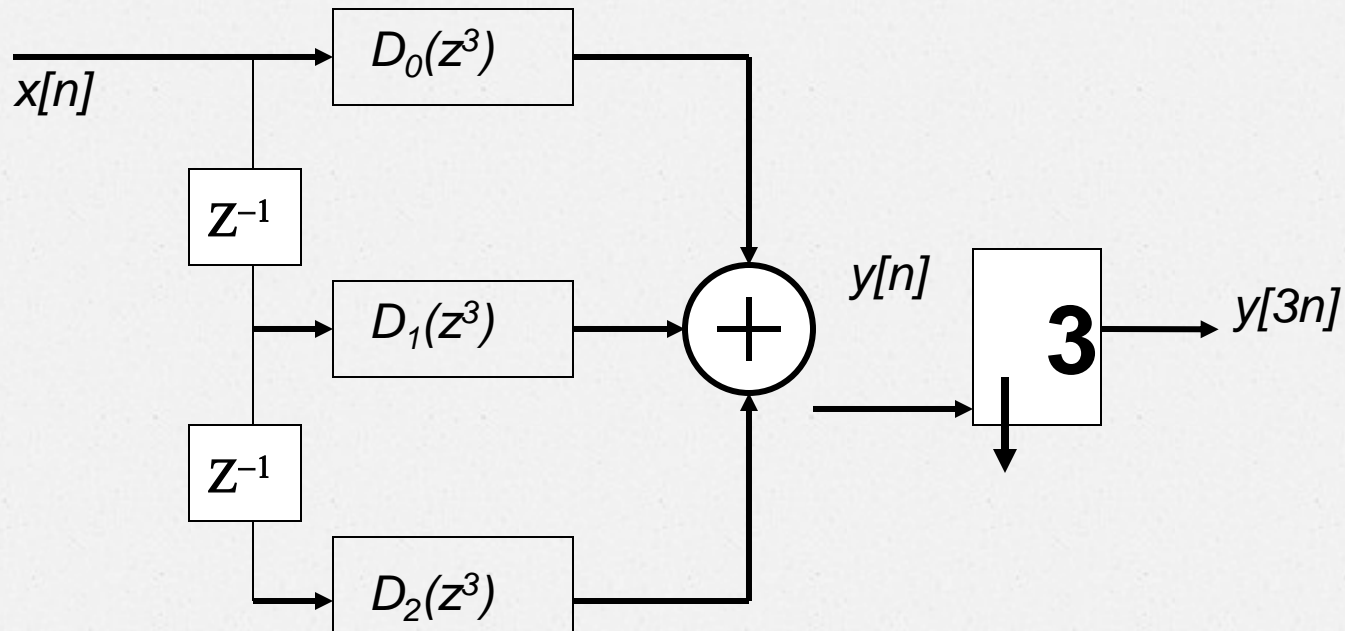 D₀(z³)
x[n]
Z⁻¹
y[n]
D₁(z³)
3
y[3n]
Z⁻¹
D₂(z³)